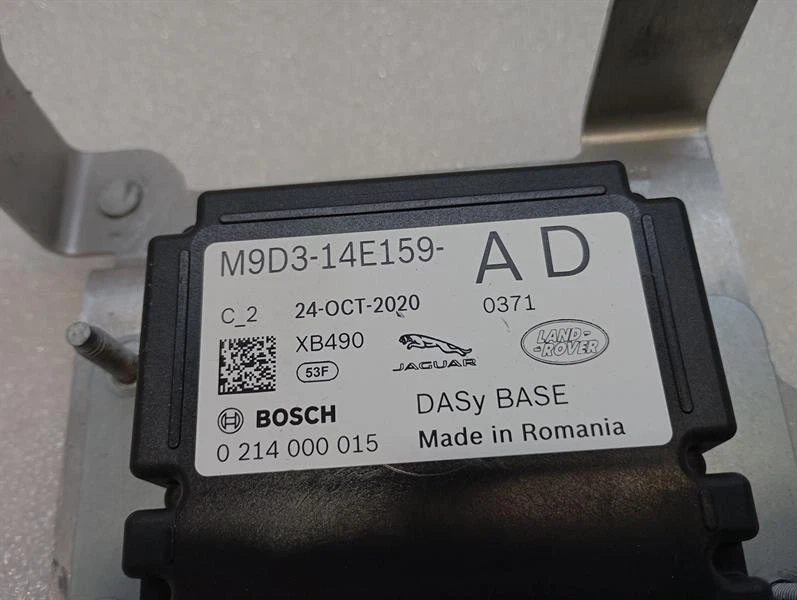 M9D3-14E159- AD
C_2 24-OCT-2020 0371
XB490
JAGUAR
LAND-
-ROVER
53F
BOSCH DASy BASE
0 214 000 015 Made in Romania